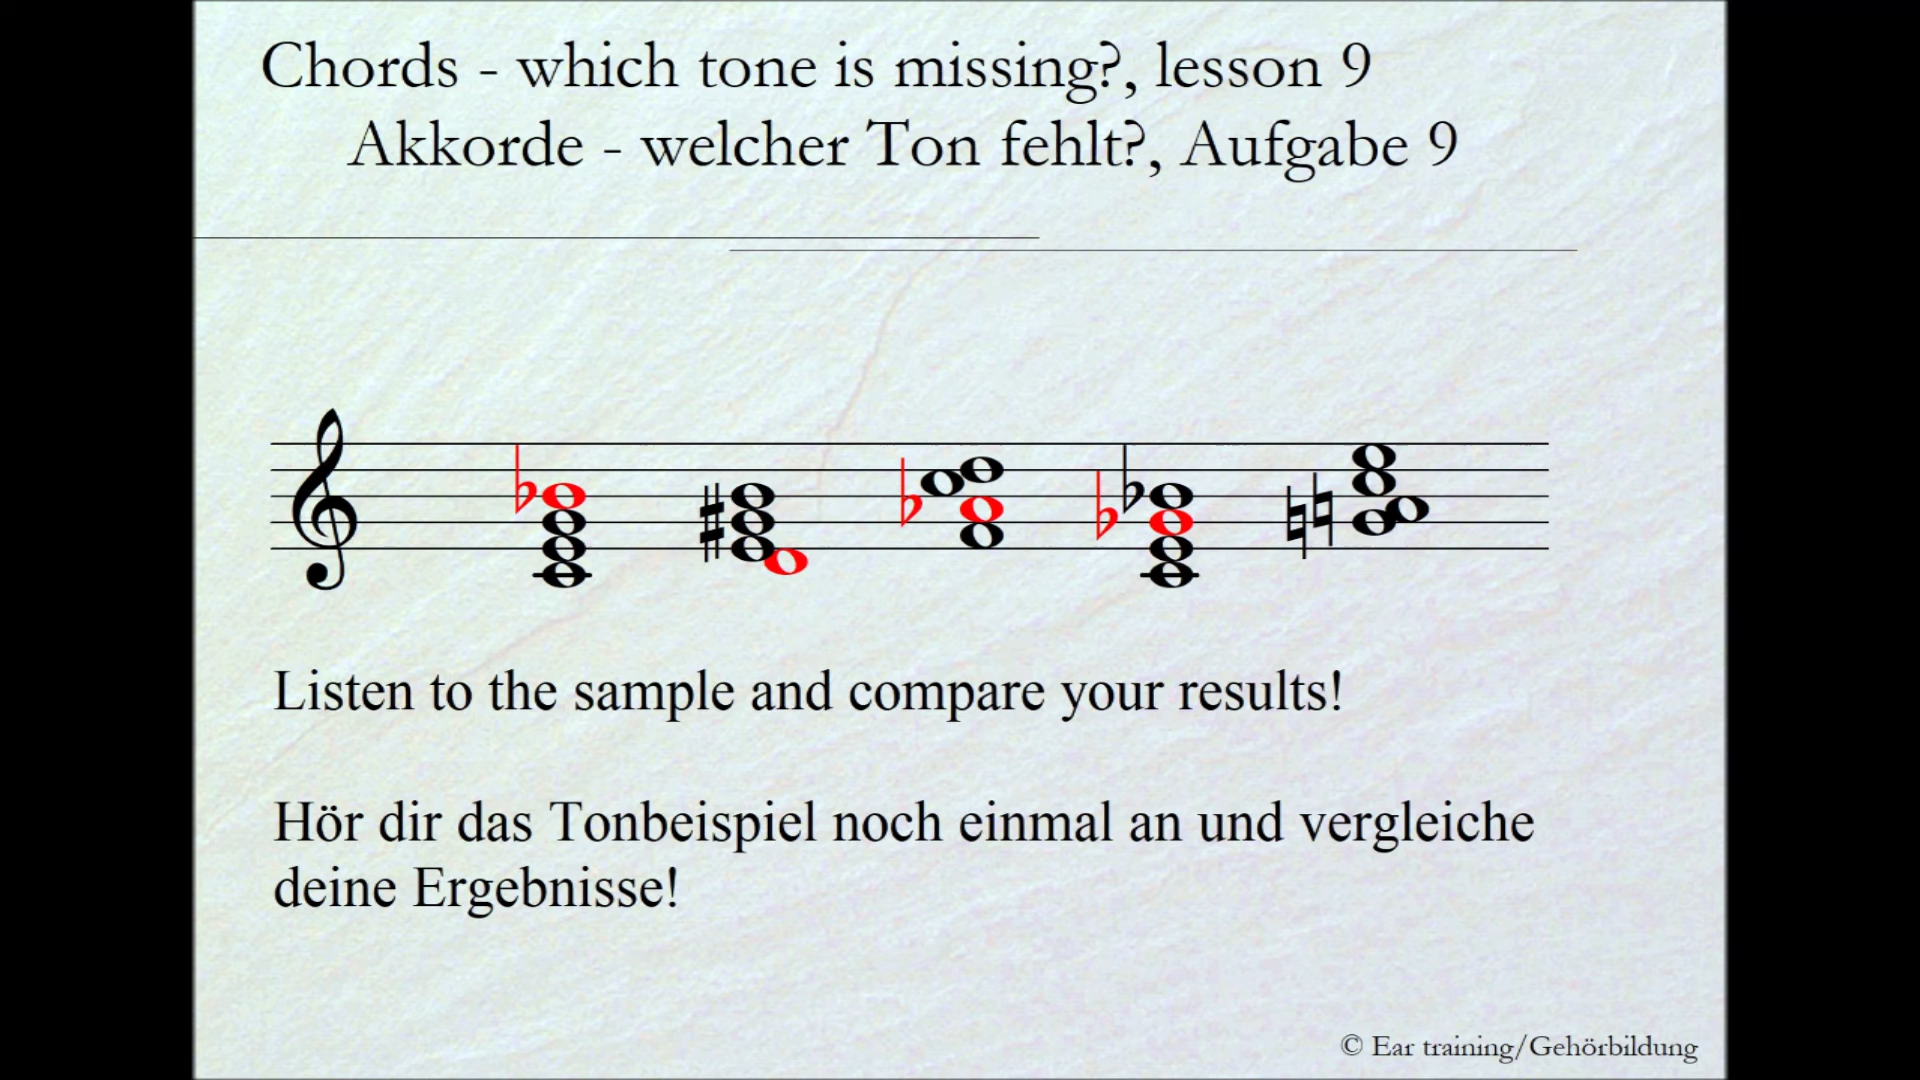 Chords - which tone is missing?, lesson 9
Akkorde - welcher Ton fehlt?, Aufgabe 9
Listen to the sample and compare your results!
Hör dir das Tonbeispiel noch einmal an und vergleiche
deine Ergebnisse!
© Ear training/Gehörbildung